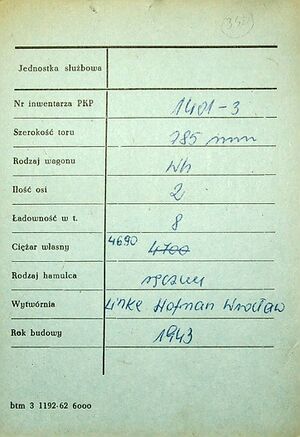 (38)
Jednostka służbowa
Nr inwentarza PKP 1401-3
Szerokość toru 785 mm
Rodzaj wagonu Wh
Ilość osi 2
Ładowność w t. 8
Ciężar własny 4690 4700
Rodzaj hamulca ręczny
Wytwórnia Linke Hofman Wrocław
Rok budowy 1943
btm 3 1192-62 6000